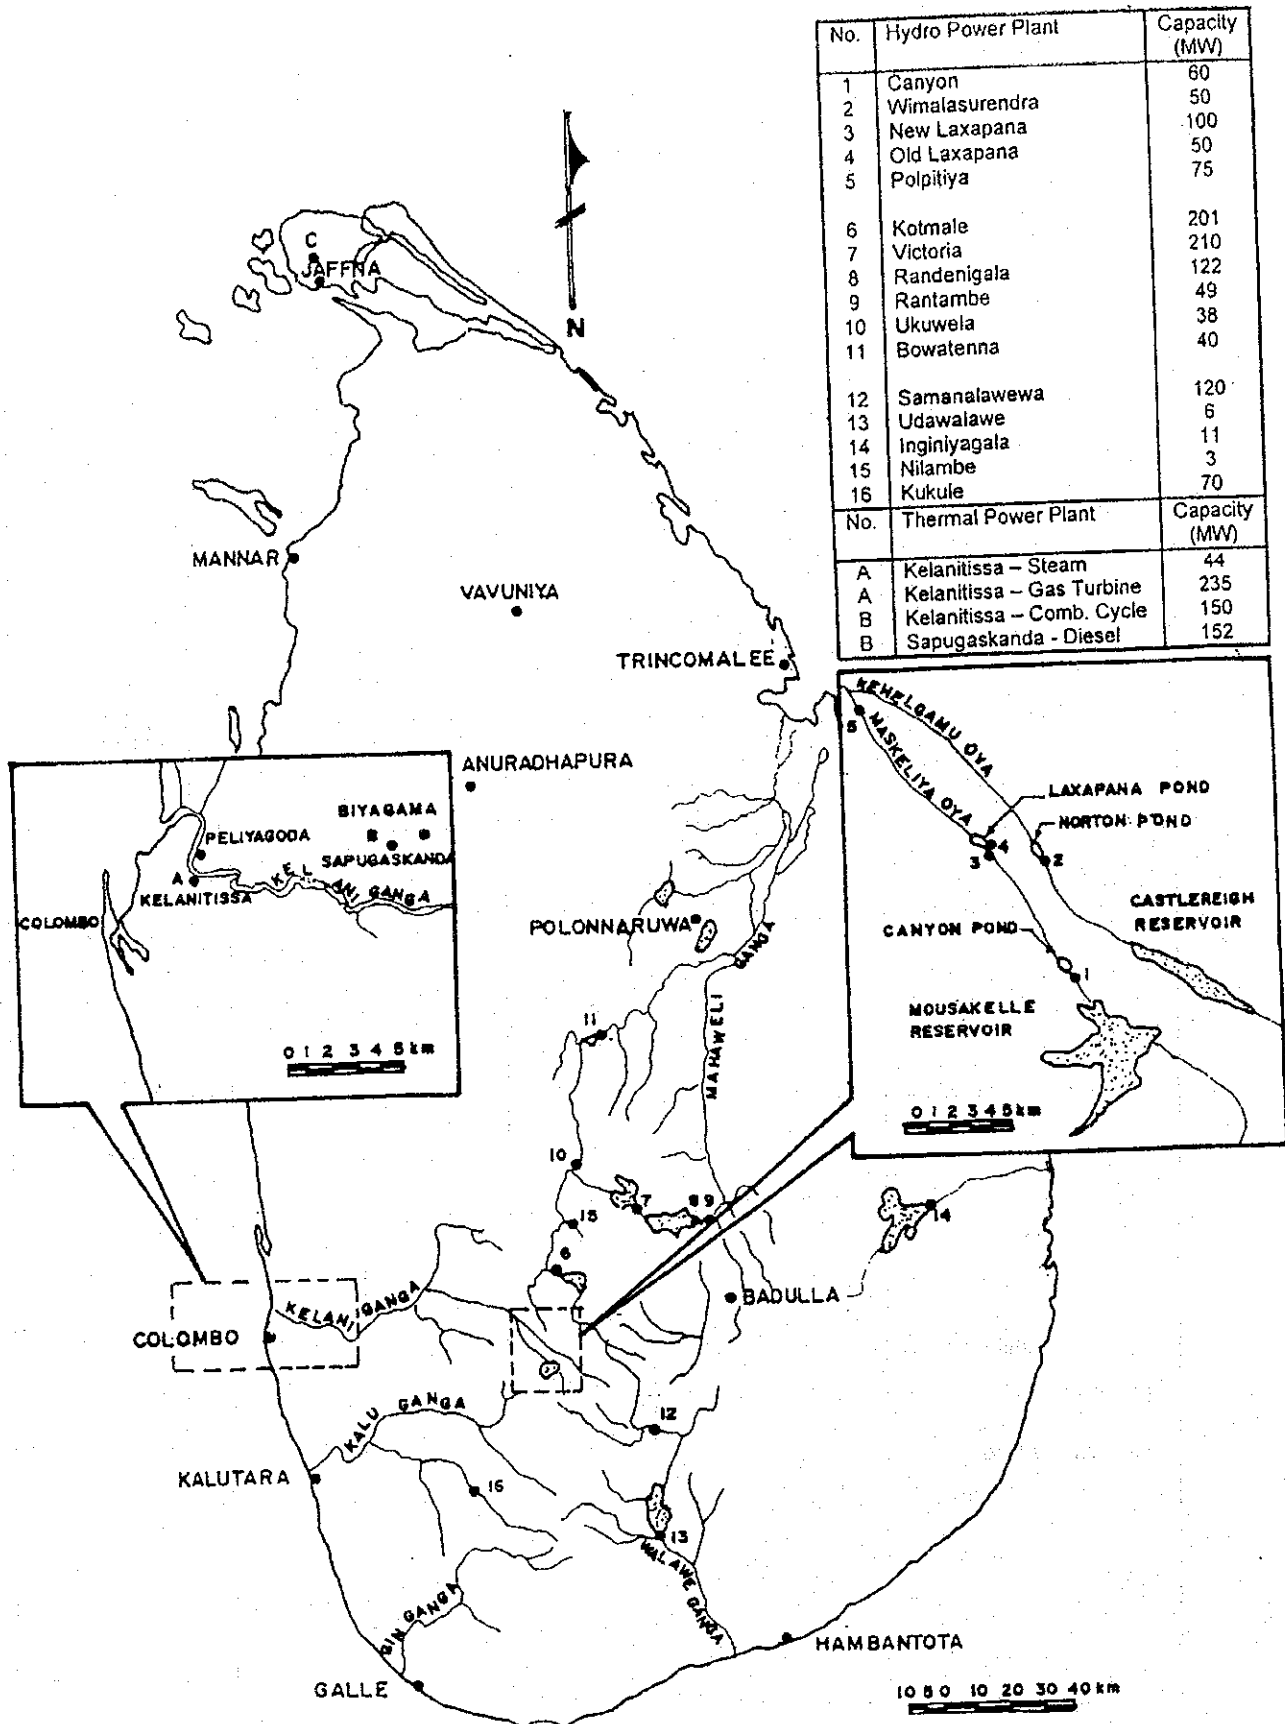 No. Hydro Power Plant Capacity (MW)
1 Canyon 60
2 Wimalasurendra 50
3 New Laxapana 100
4 Old Laxapana 50
5 Polpitiya 75
6 Kotmale 201
7 Victoria 210
8 Randenigala 122
9 Rantambe 49
10 Ukuwela 38
11 Bowatenna 40
12 Samanalawewa 120
13 Udawalawe 6
14 Inginiyagala 11
15 Nilambe 3
16 Kukule 70
No. Thermal Power Plant Capacity (MW)
A Kelanitissa – Steam 44
A Kelanitissa – Gas Turbine 235
B Kelanitissa – Comb. Cycle 150
B Sapugaskanda - Diesel 152
N
C
JAFFNA
MANNAR
VAVUNIYA
TRINCOMALEE
ANURADHAPURA
POLONNARUWA
MAHAWELI GANGA
11
10
15
7
8 9
6
14
BADULLA
KELANI GANGA
COLOMBO
KALU GANGA
12
KALUTARA
16
13
WALAWE GANGA
BIN GANGA
GALLE
HAMBANTOTA
10 5 0 10 20 30 40 km
BIYAGAMA
PELIYAGODA
SAPUGASKANDA
A
KELANITISSA
KELANI GANGA
COLOMBO
0 1 2 3 4 5 km
KEHELGAMU OYA
5
MASKELIYA OYA
LAXAPANA POND
NORTON POND
4
3
2
CASTLEREIGH
RESERVOIR
CANYON POND
1
MOUSAKELLE
RESERVOIR
0 1 2 3 4 5 km